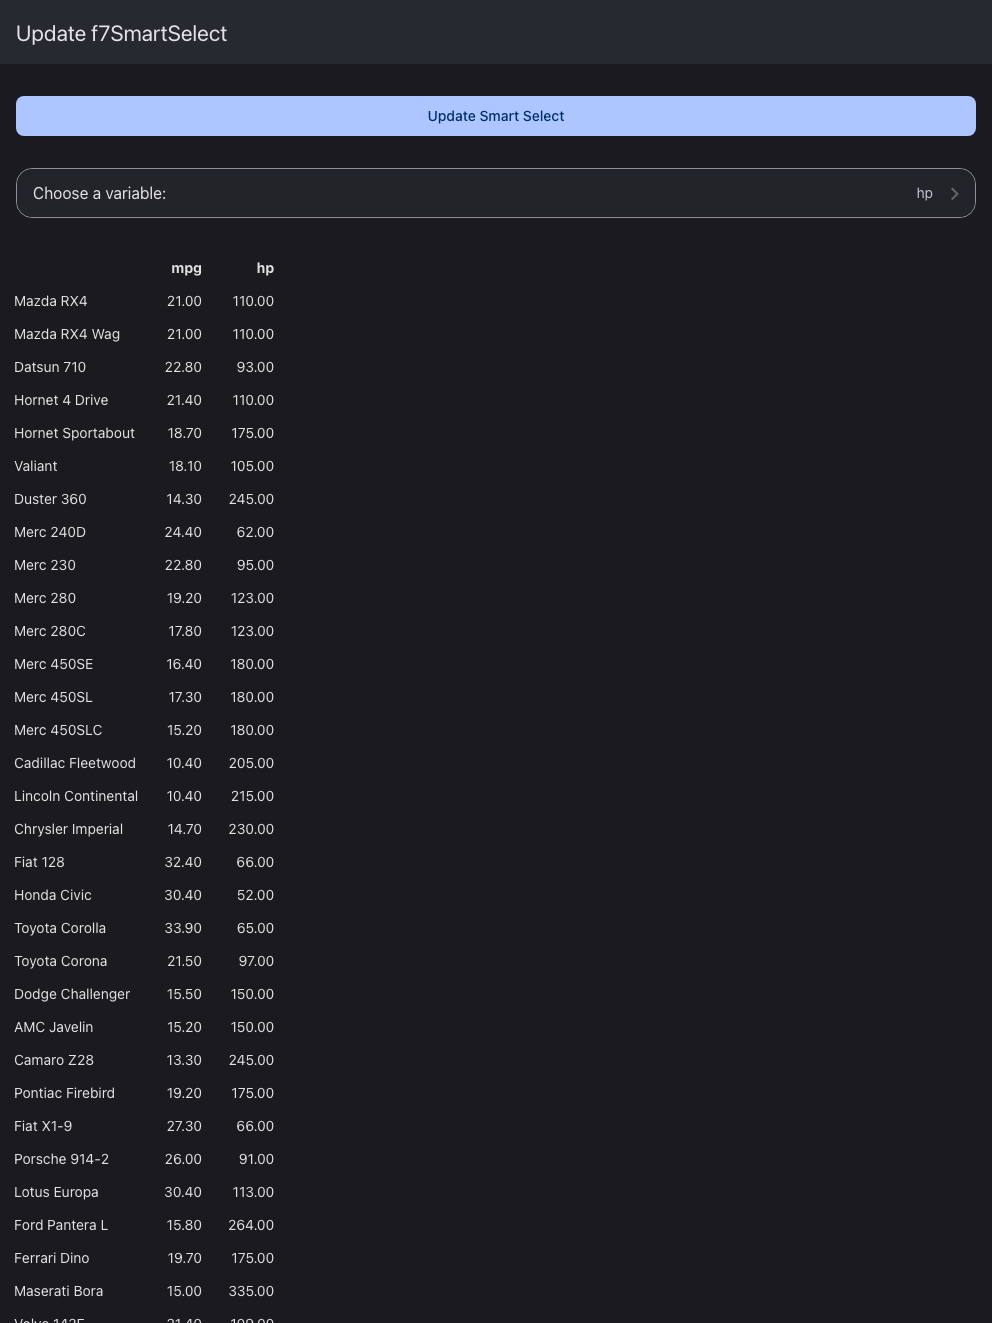 Update f7SmartSelect
Update Smart Select
Choose a variable: hp
mpg hp
Mazda RX4 21.00 110.00
Mazda RX4 Wag 21.00 110.00
Datsun 710 22.80 93.00
Hornet 4 Drive 21.40 110.00
Hornet Sportabout 18.70 175.00
Valiant 18.10 105.00
Duster 360 14.30 245.00
Merc 240D 24.40 62.00
Merc 230 22.80 95.00
Merc 280 19.20 123.00
Merc 280C 17.80 123.00
Merc 450SE 16.40 180.00
Merc 450SL 17.30 180.00
Merc 450SLC 15.20 180.00
Cadillac Fleetwood 10.40 205.00
Lincoln Continental 10.40 215.00
Chrysler Imperial 14.70 230.00
Fiat 128 32.40 66.00
Honda Civic 30.40 52.00
Toyota Corolla 33.90 65.00
Toyota Corona 21.50 97.00
Dodge Challenger 15.50 150.00
AMC Javelin 15.20 150.00
Camaro Z28 13.30 245.00
Pontiac Firebird 19.20 175.00
Fiat X1-9 27.30 66.00
Porsche 914-2 26.00 91.00
Lotus Europa 30.40 113.00
Ford Pantera L 15.80 264.00
Ferrari Dino 19.70 175.00
Maserati Bora 15.00 335.00
Volvo 142E 21.40 109.00